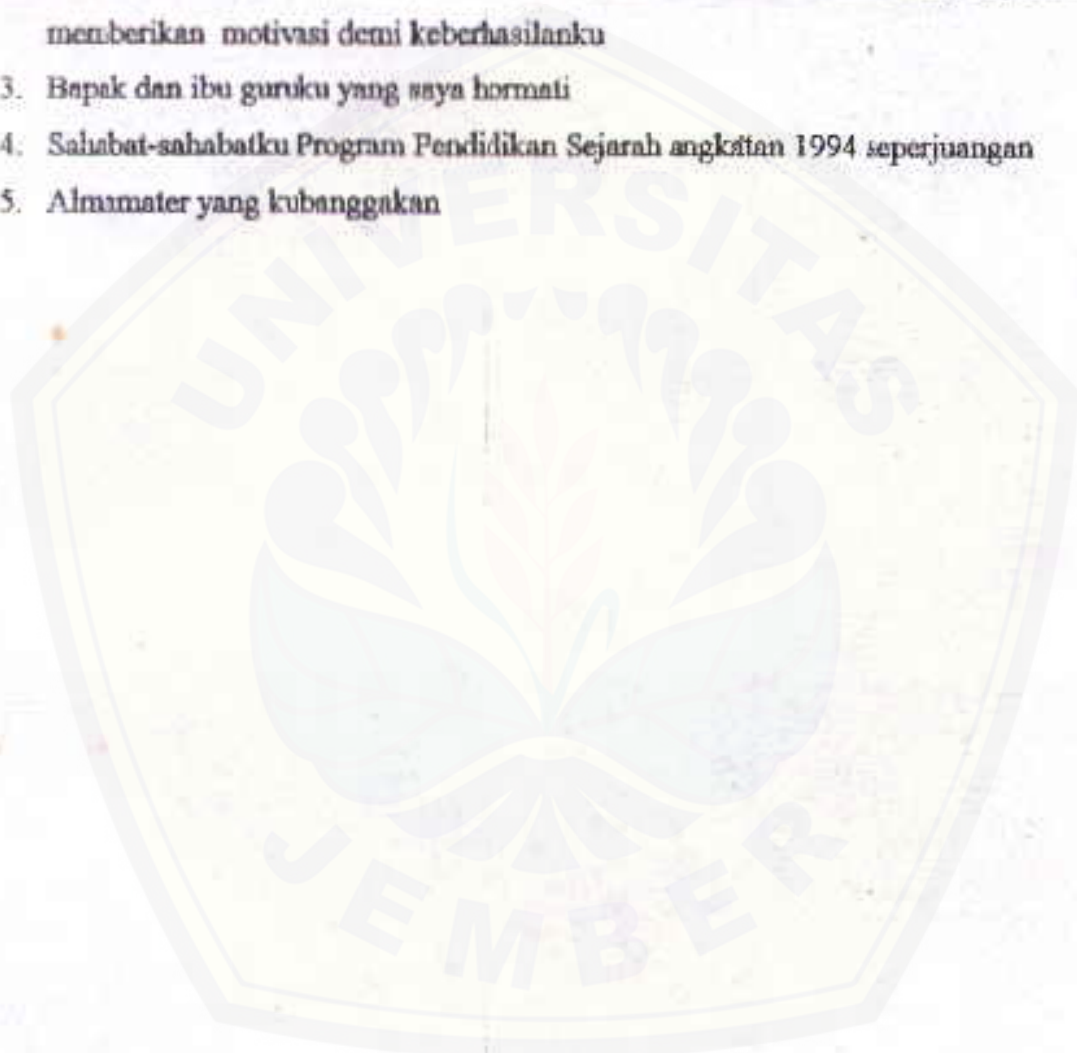 memberikan motivasi demi keberhasilanku
3. Bapak dan ibu guruku yang saya hormati
4. Sahabat-sahabatku Program Pendidikan Sejarah angkatan 1994 seperjuangan
5. Almamater yang kubanggakan
UNIVERSITAS
JEMBER